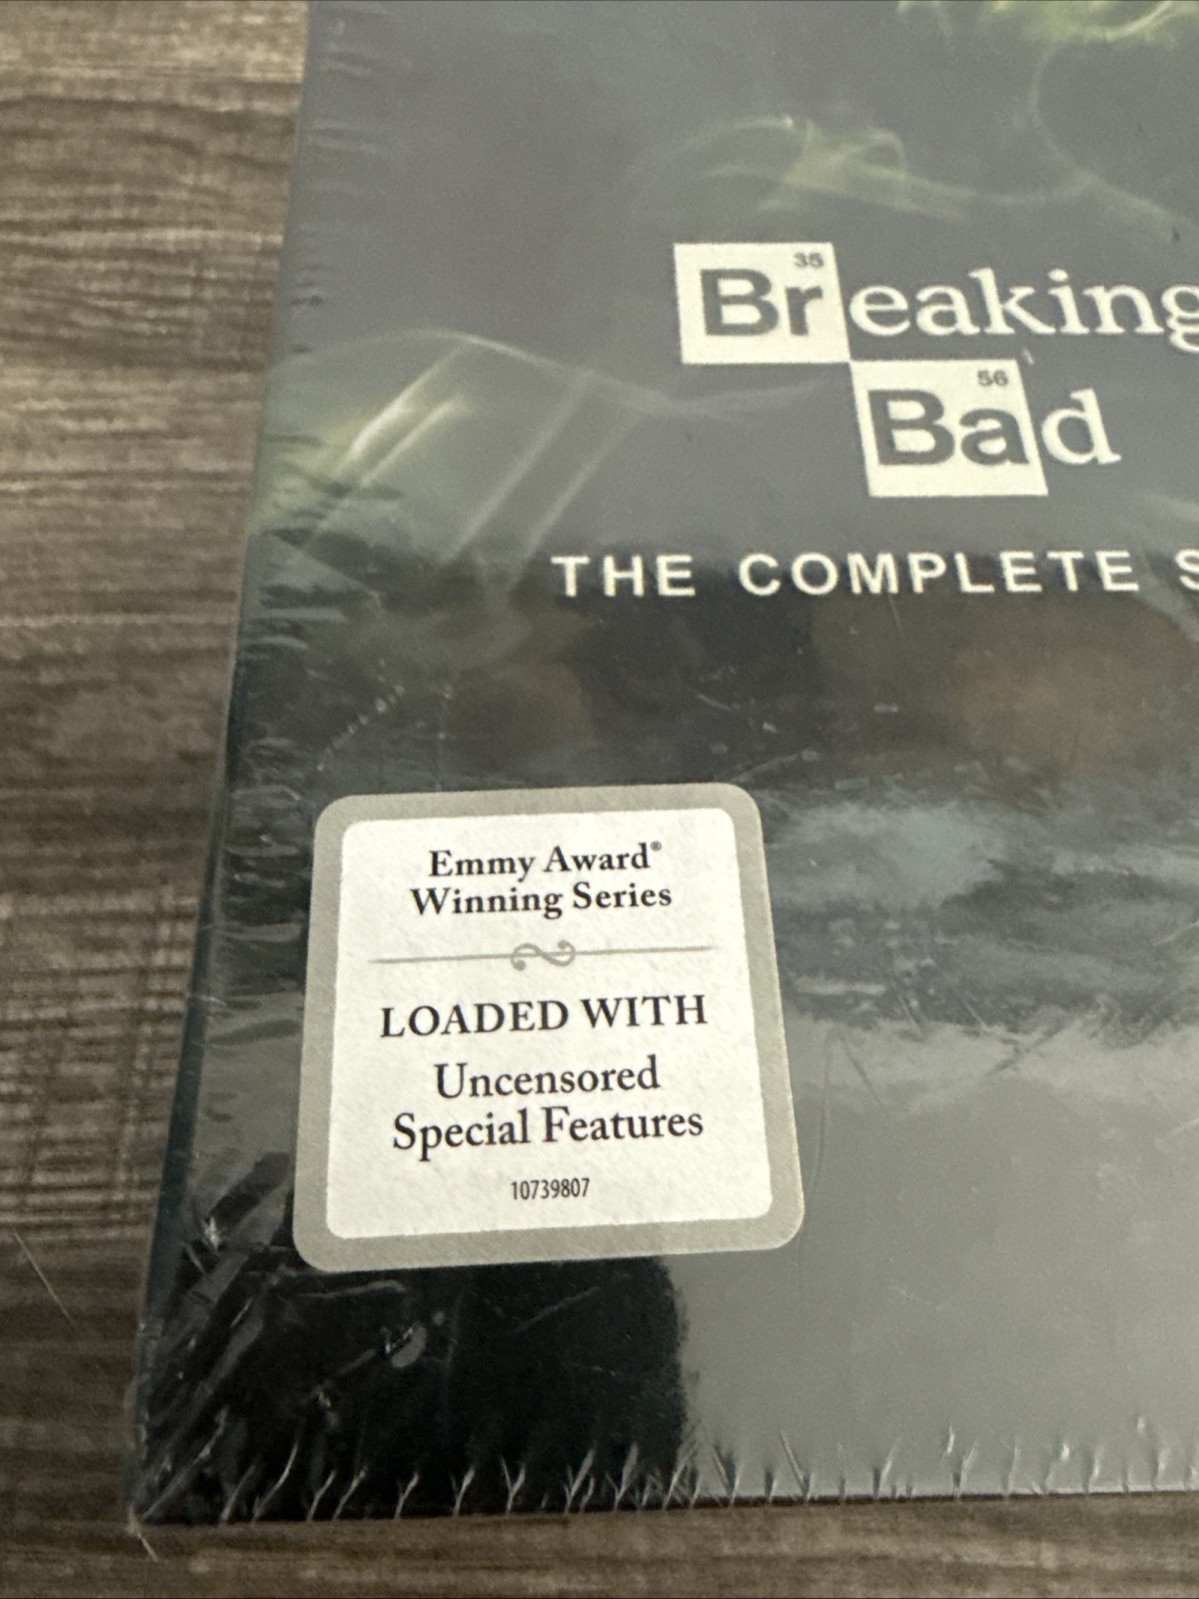 35
Breaking
56
Bad
THE COMPLETE S
Emmy Award®
Winning Series
LOADED WITH
Uncensored
Special Features
10739807